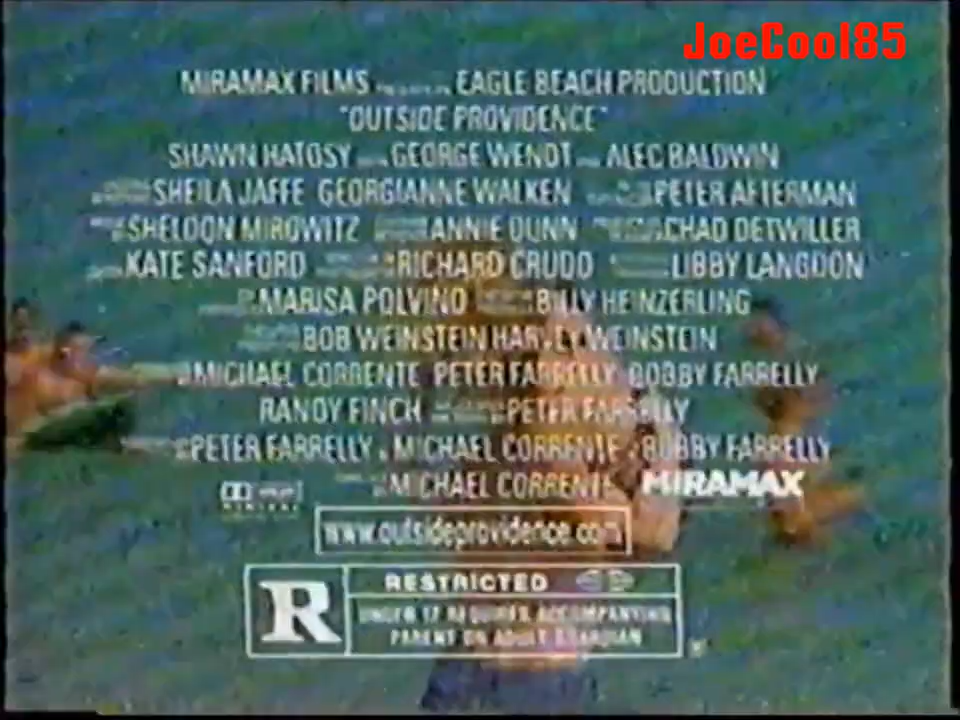 JoeCool85
MIRAMAX FILMS EAGLE BEACH PRODUCTION
"OUTSIDE PROVIDENCE"
SHAWN HATOSY GEORGE WENDT AND ALEC BALDWIN
SHEILA JAFFE GEORGIANNE WALKEN PETER AFTERMAN
SHELDON MIROWITZ ANNIE DUNN CHAD DETWILLER
KATE SANFORD RICHARD CRUDO LIBBY LANGDON
MARISA POLVINO BILLY HEINZERLING
BOB WEINSTEIN HARVEY WEINSTEIN
MICHAEL CORRENTE PETER FARRELLY BOBBY FARRELLY
RANDY FINCH PETER FARRELLY
PETER FARRELLY & MICHAEL CORRENTE & BOBBY FARRELLY
MICHAEL CORRENTE MIRAMAX
DIGITAL
www.outsideprovidence.com
R RESTRICTED
UNDER 17 REQUIRES ACCOMPANYING
PARENT OR ADULT GUARDIAN